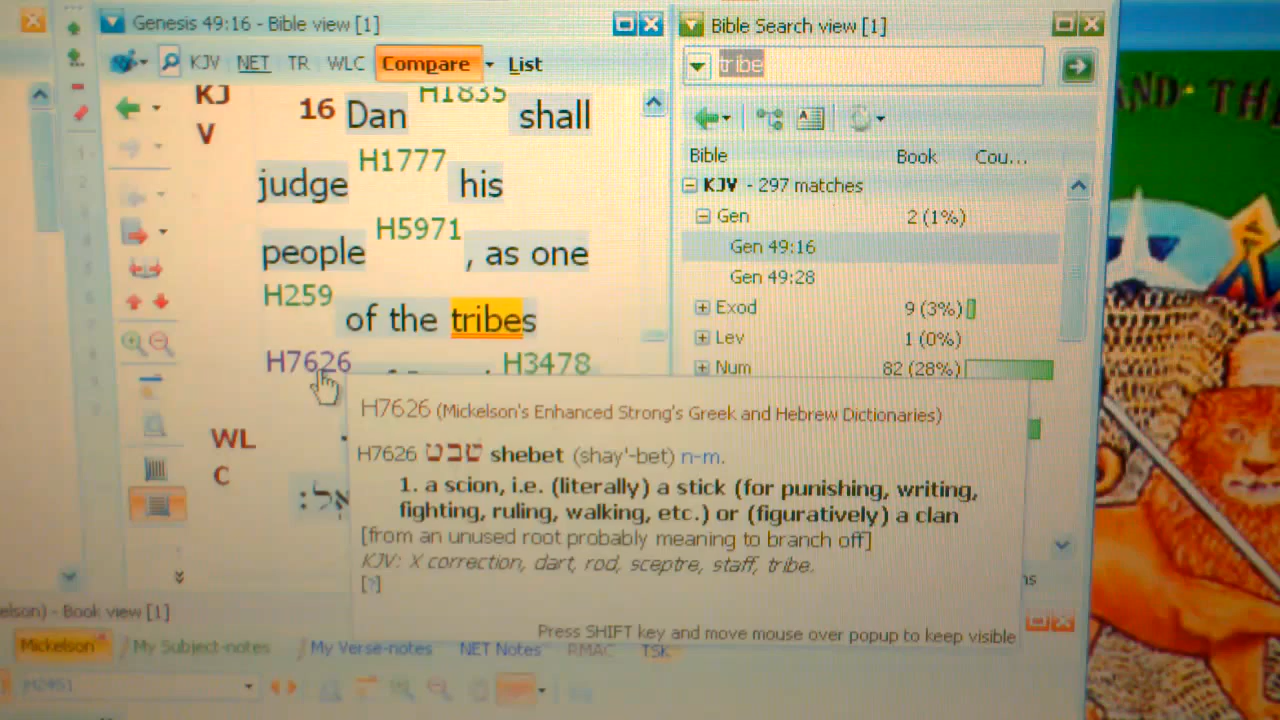 Genesis 49:16 - Bible view [1]
KJV NET TR WLC Compare List
KJ
V
16 Dan H1835 shall
judge H1777 his
people H5971 , as one
H259 of the tribes
H7626 H3478
WL
C
אל׃
Bible Search view [1]
tribe
Bible Book Cou...
KJV - 297 matches
Gen 2 (1%)
Gen 49:16
Gen 49:28
Exod 9 (3%)
Lev 1 (0%)
Num 82 (28%)
H7626 (Mickelson's Enhanced Strong's Greek and Hebrew Dictionaries)
H7626 שבט shebet (shay'-bet) n-m.
1. a scion, i.e. (literally) a stick (for punishing, writing,
fighting, ruling, walking, etc.) or (figuratively) a clan
[from an unused root probably meaning to branch off]
KJV: X correction, dart, rod, sceptre, staff, tribe.
[?]
Press SHIFT key and move mouse over popup to keep visible
elson) - Book view [1]
Mickelson My Subject-notes My Verse-notes NET Notes RMAC TSK
H2451
AND THE